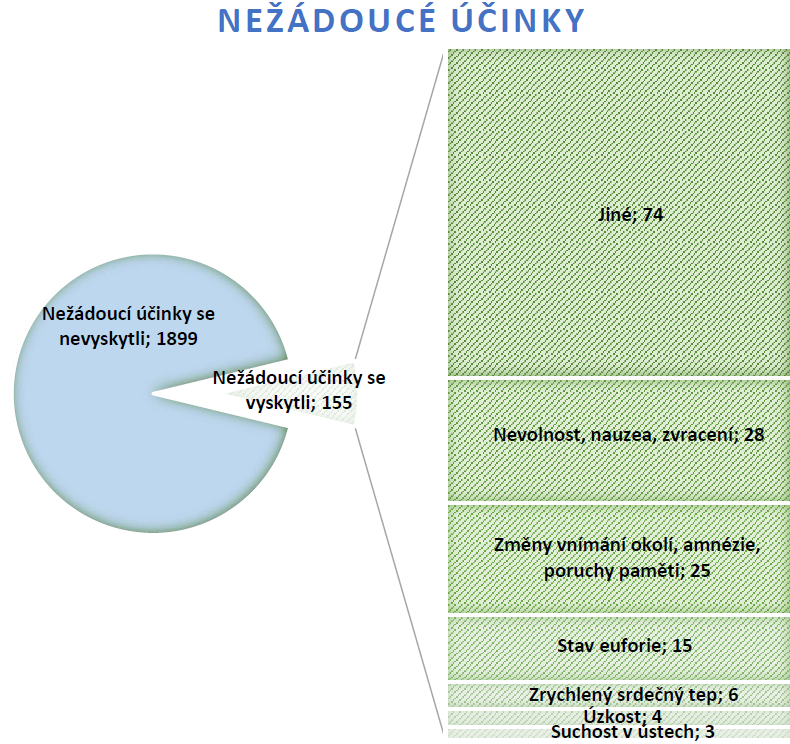 NEŽÁDOUCÉ ÚČINKY
Nežádoucí účinky se
nevyskytli; 1899
Nežádoucí účinky se
vyskytli; 155
Jiné; 74
Nevolnost, nauzea, zvracení; 28
Změny vnímání okolí, amnézie,
poruchy paměti; 25
Stav euforie; 15
Zrychlený srdečný tep; 6
Úzkost; 4
Suchost v ústech; 3